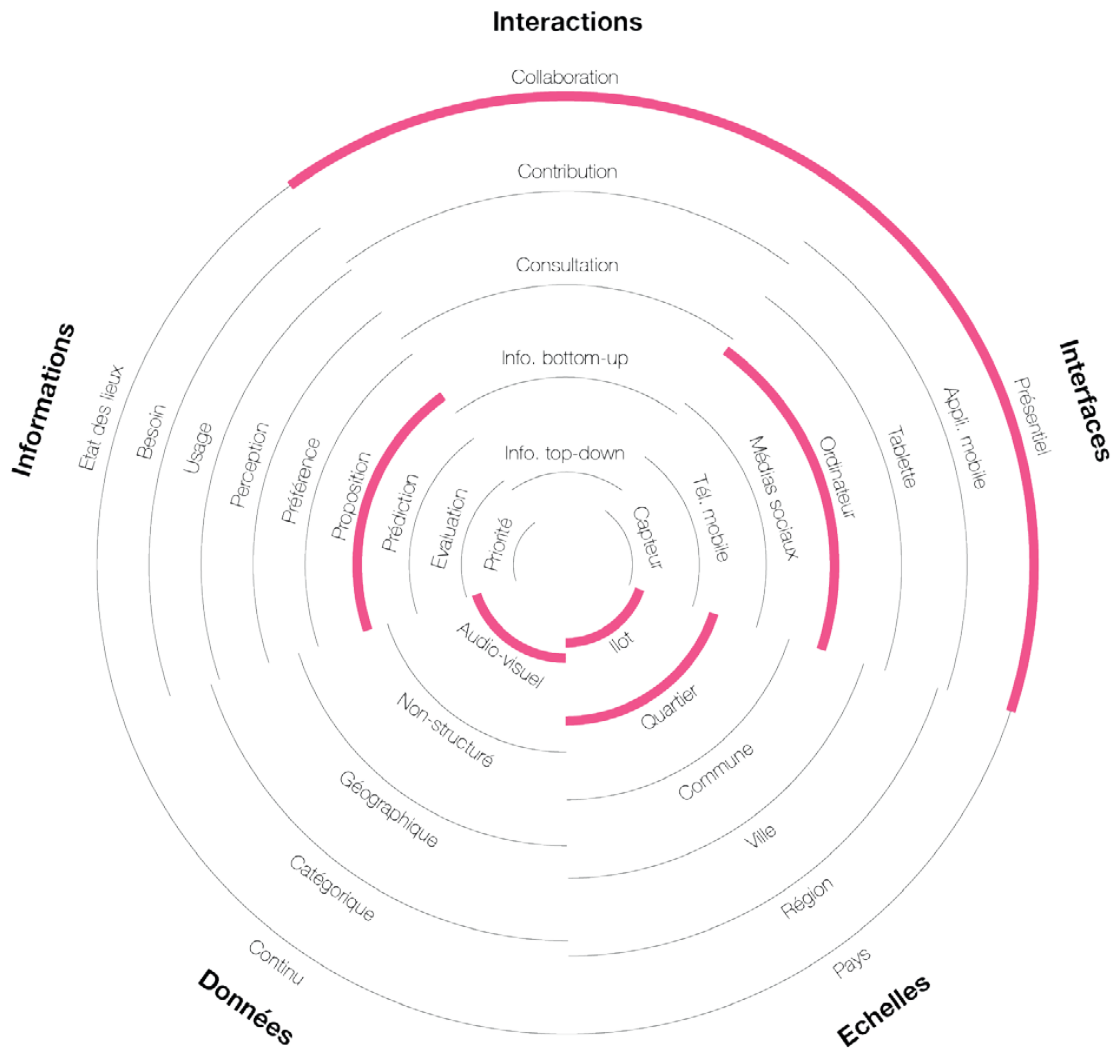 Interactions
Collaboration
Contribution
Consultation
Info. bottom-up
Info. top-down
Informations
Etat des lieux
Besoin
Usage
Perception
Préférence
Proposition
Prédiction
Evaluation
Priorité
Interfaces
Capteur
Tél. mobile
Médias sociaux
Ordinateur
Tablette
Appli. mobile
Présentiel
Données
Audio-visuel
Non-structuré
Géographique
Catégorique
Continu
Echelles
Ilot
Quartier
Commune
Ville
Région
Pays